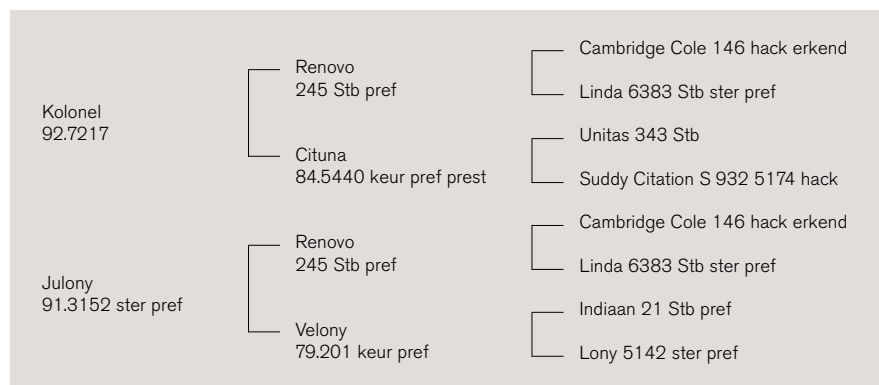 Kolonel
92.7217
Renovo
245 Stb pref
Cambridge Cole 146 hack erkend
Linda 6383 Stb ster pref
Cituna
84.5440 keur pref prest
Unitas 343 Stb
Suddy Citation S 932 5174 hack
Julony
91.3152 ster pref
Renovo
245 Stb pref
Cambridge Cole 146 hack erkend
Linda 6383 Stb ster pref
Velony
79.201 keur pref
Indiaan 21 Stb pref
Lony 5142 ster pref